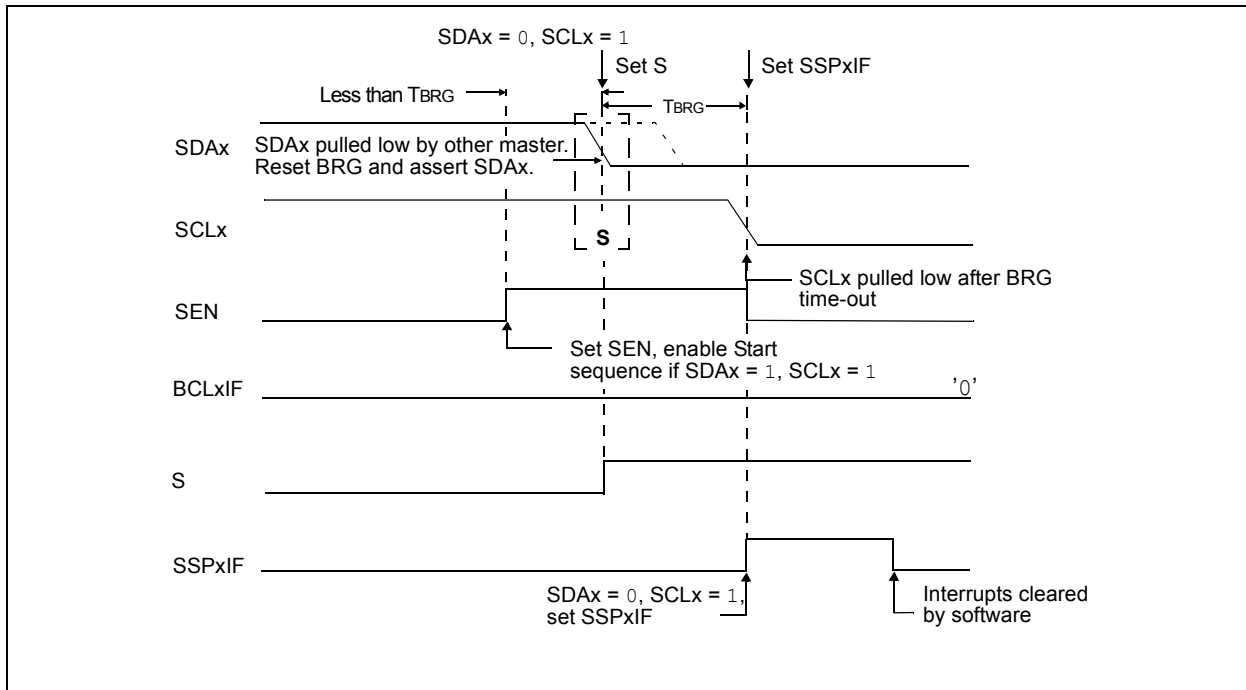 SDAx = 0, SCLx = 1
Set S
Set SSPxIF
Less than TBRG
TBRG
SDAx
SDAx pulled low by other master.
Reset BRG and assert SDAx.
SCLx
S
SCLx pulled low after BRG
time-out
SEN
Set SEN, enable Start
sequence if SDAx = 1, SCLx = 1
BCLxIF
'0'
S
SSPxIF
SDAx = 0, SCLx = 1,
set SSPxIF
Interrupts cleared
by software